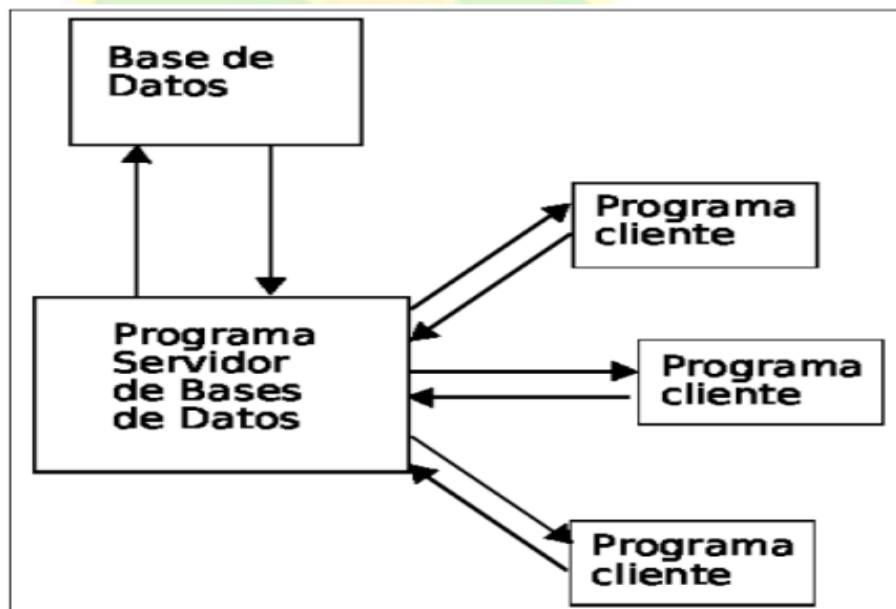 Base de
Datos
Programa
cliente
Programa
Servidor
de Bases
de Datos
Programa
cliente
Programa
cliente